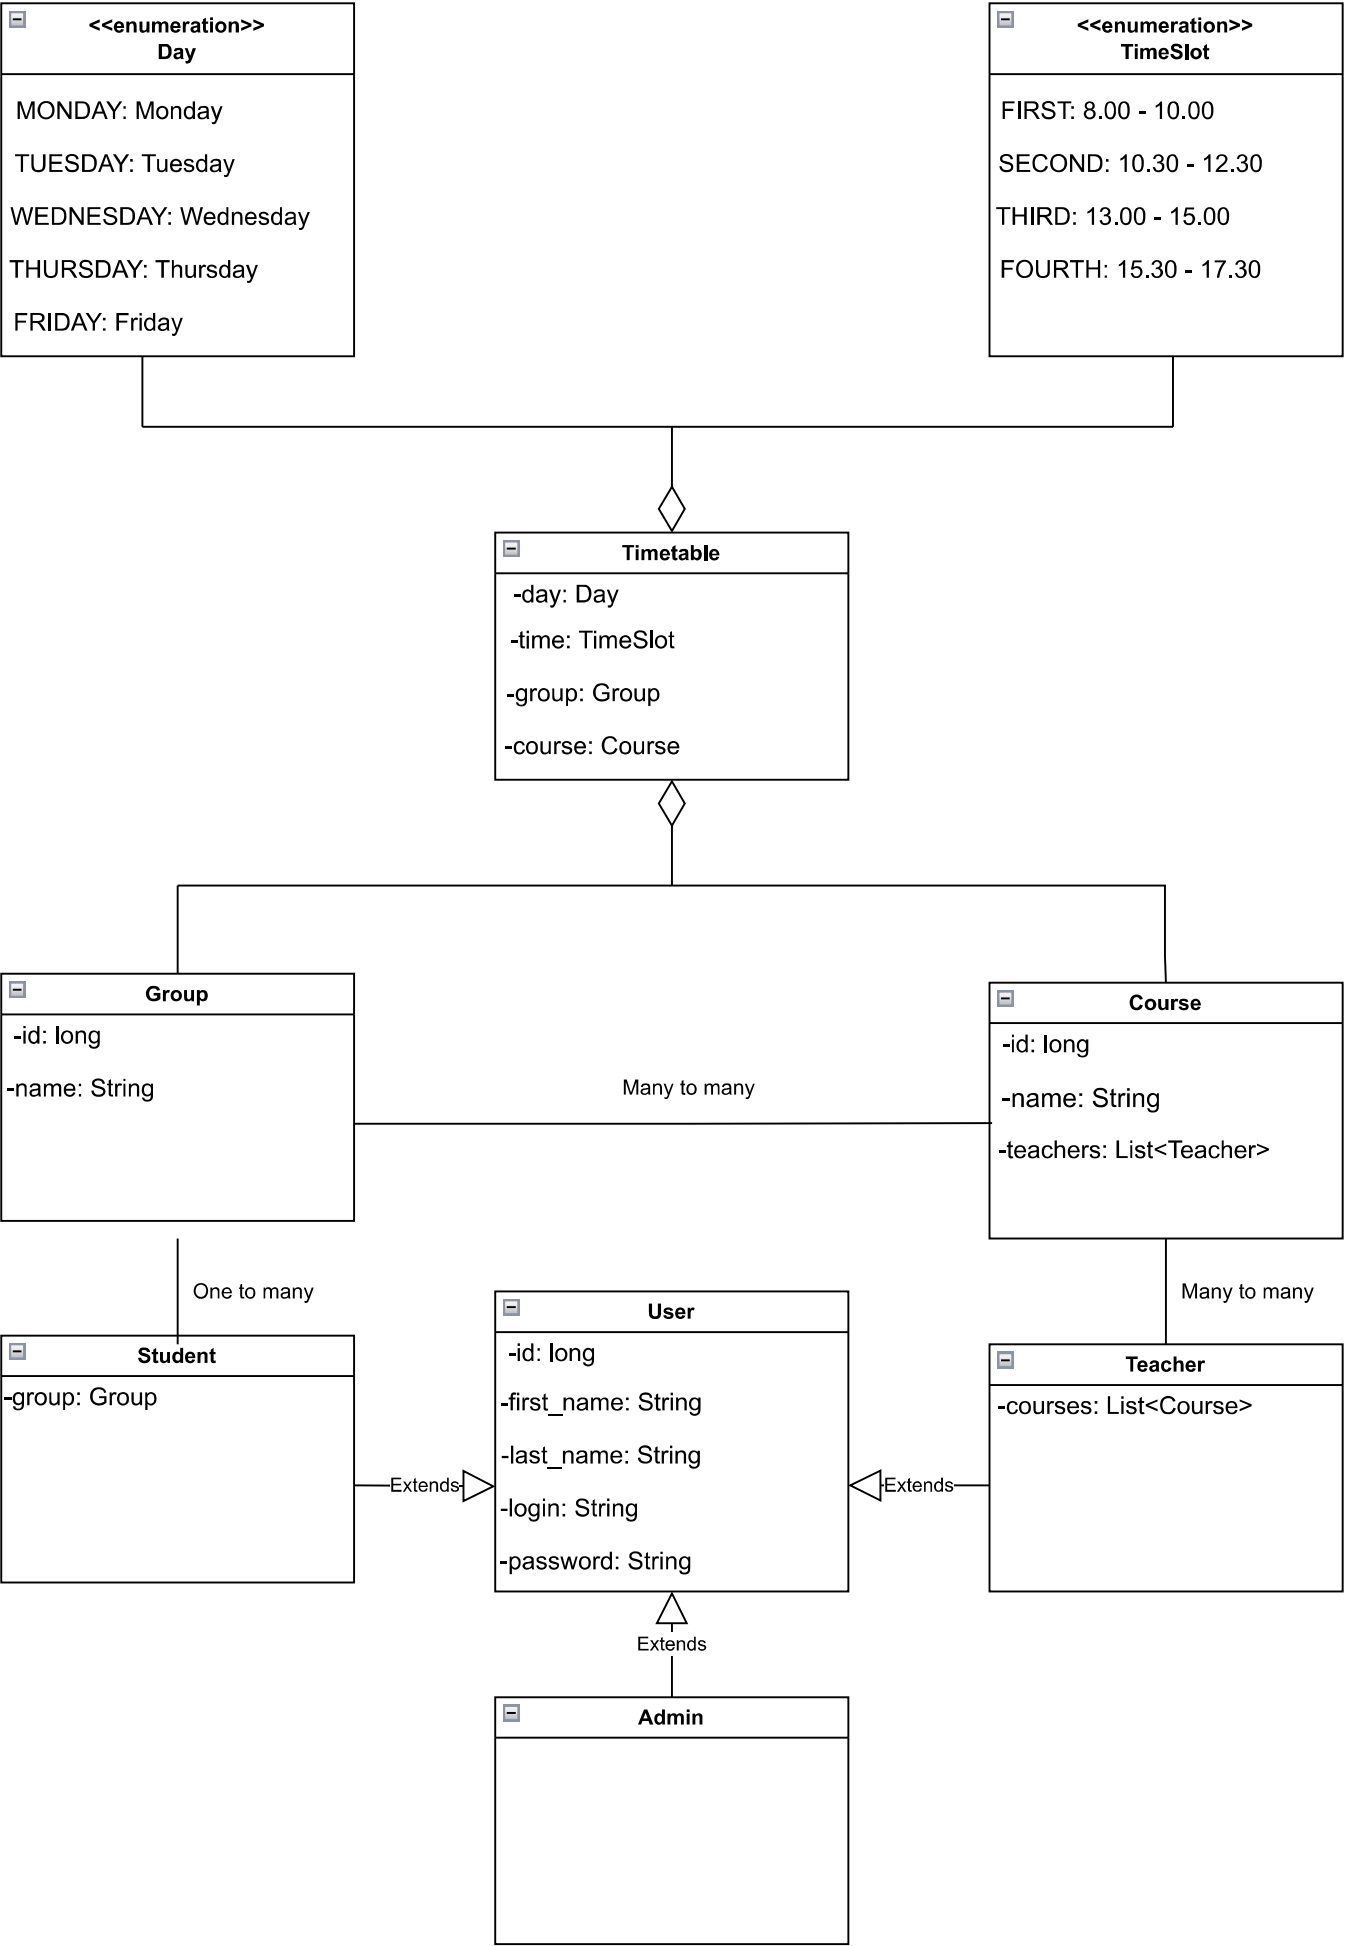 <<enumeration>>
Day
MONDAY: Monday
TUESDAY: Tuesday
WEDNESDAY: Wednesday
THURSDAY: Thursday
FRIDAY: Friday
<<enumeration>>
TimeSlot
FIRST: 8.00 - 10.00
SECOND: 10.30 - 12.30
THIRD: 13.00 - 15.00
FOURTH: 15.30 - 17.30
Timetable
-day: Day
-time: TimeSlot
-group: Group
-course: Course
Group
-id: long
-name: String
Many to many
Course
-id: long
-name: String
-teachers: List<Teacher>
One to many
Many to many
Student
-group: Group
Extends
User
-id: long
-first_name: String
-last_name: String
-login: String
-password: String
Teacher
-courses: List<Course>
Extends
Extends
Admin